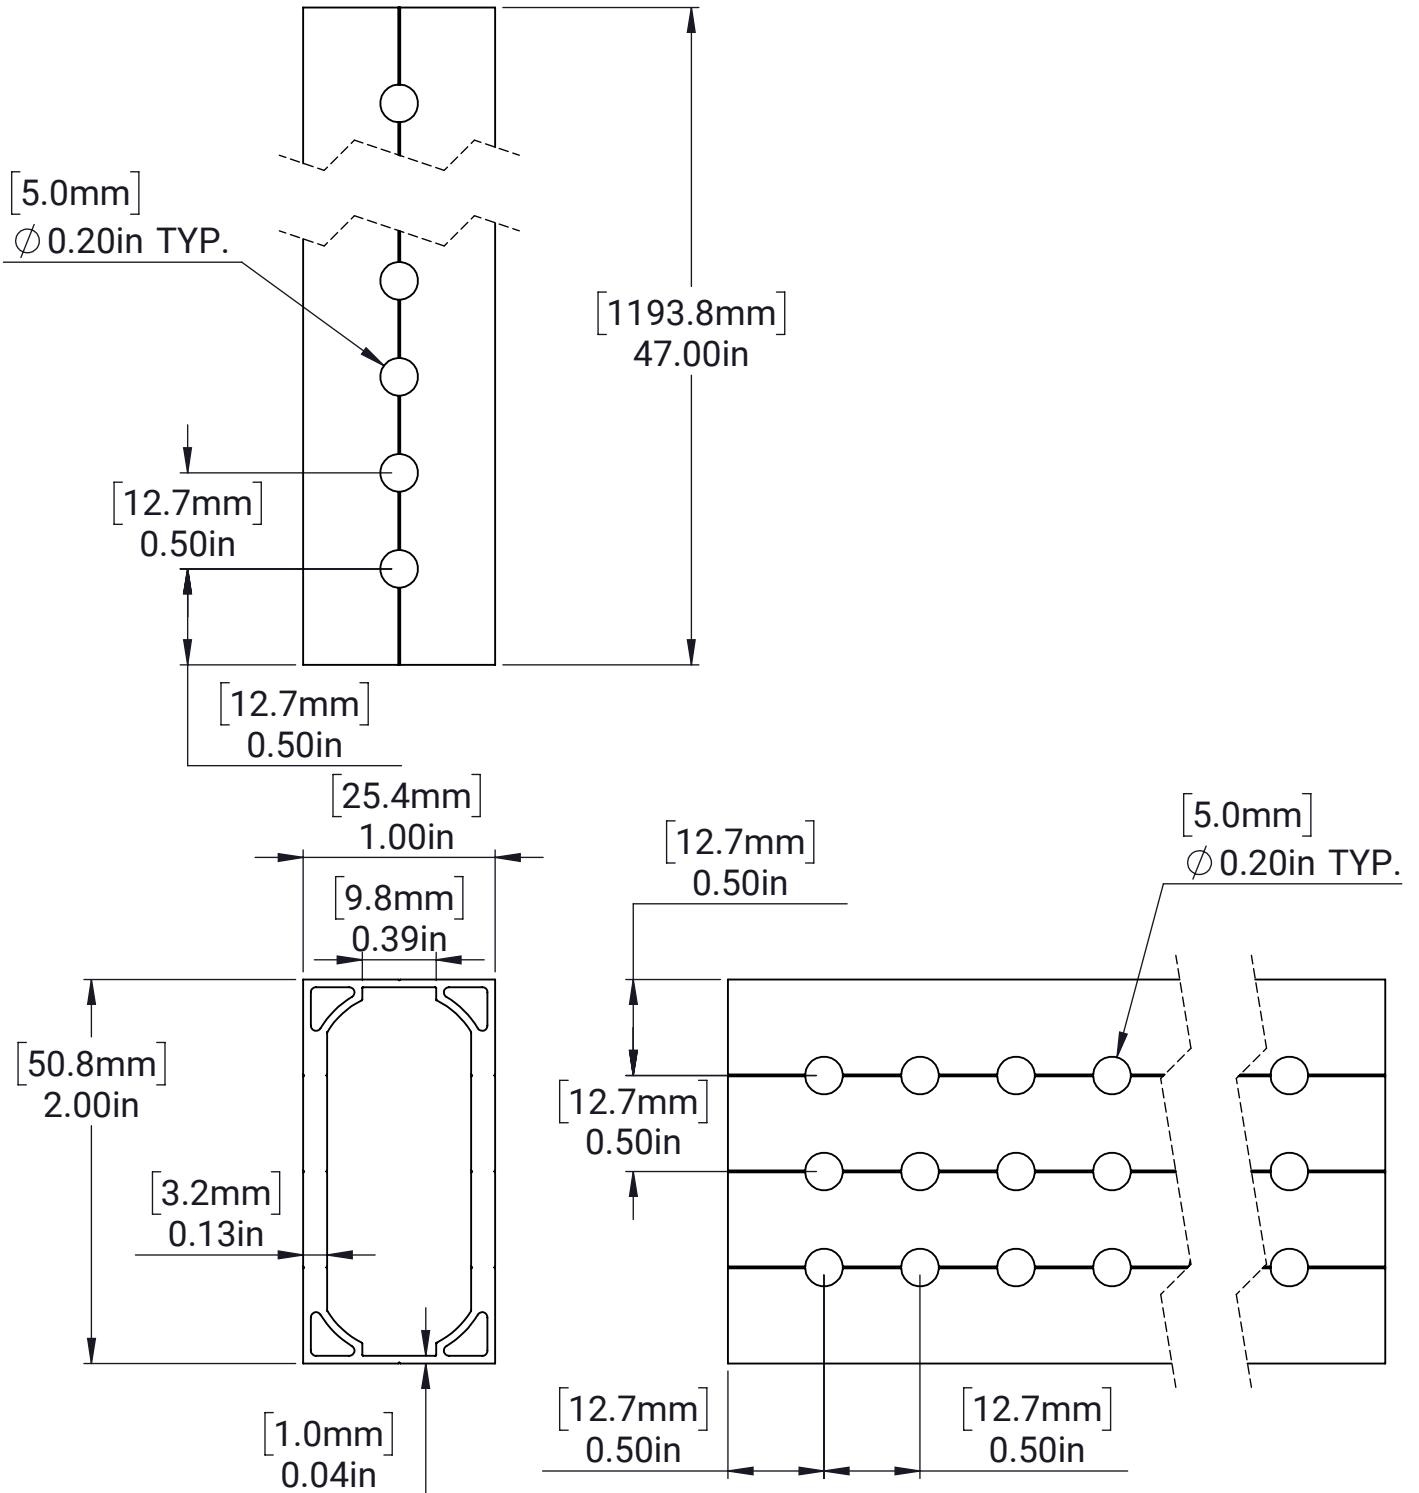 [5.0mm]
∅ 0.20in TYP.
[1193.8mm]
47.00in
[12.7mm]
0.50in
[12.7mm]
0.50in
[25.4mm]
1.00in
[9.8mm]
0.39in
[12.7mm]
0.50in
[5.0mm]
∅ 0.20in TYP.
[50.8mm]
2.00in
[12.7mm]
0.50in
[3.2mm]
0.13in
[1.0mm]
0.04in
[12.7mm]
0.50in
[12.7mm]
0.50in